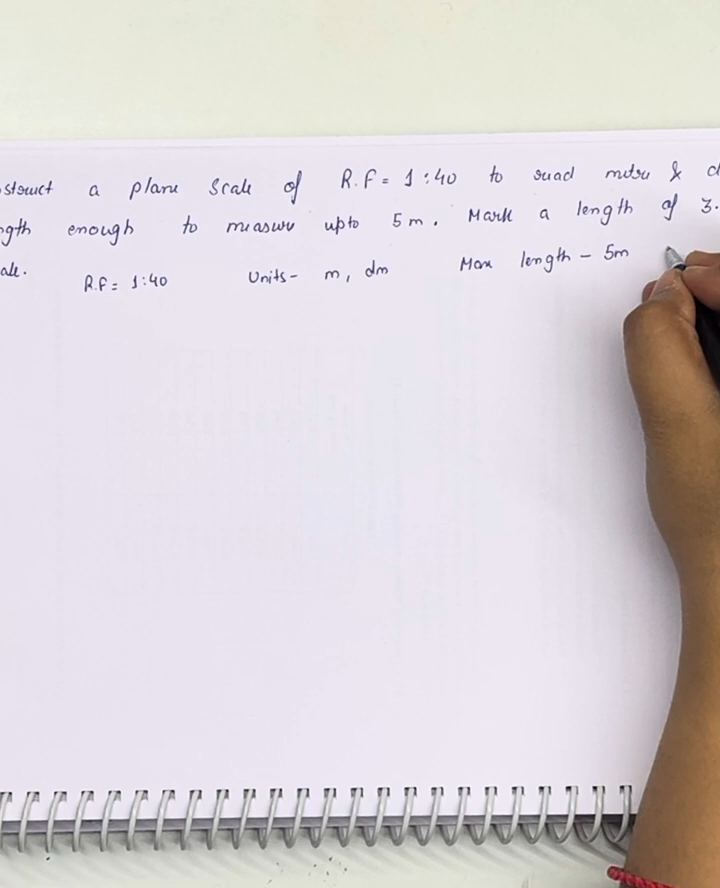 struct a plane Scale of R.F = 1:40 to read metre &
ngth enough to measure upto 5m. Mark a length of 3.
ale.
R.F = 1:40 Units- m, dm Max length - 5m